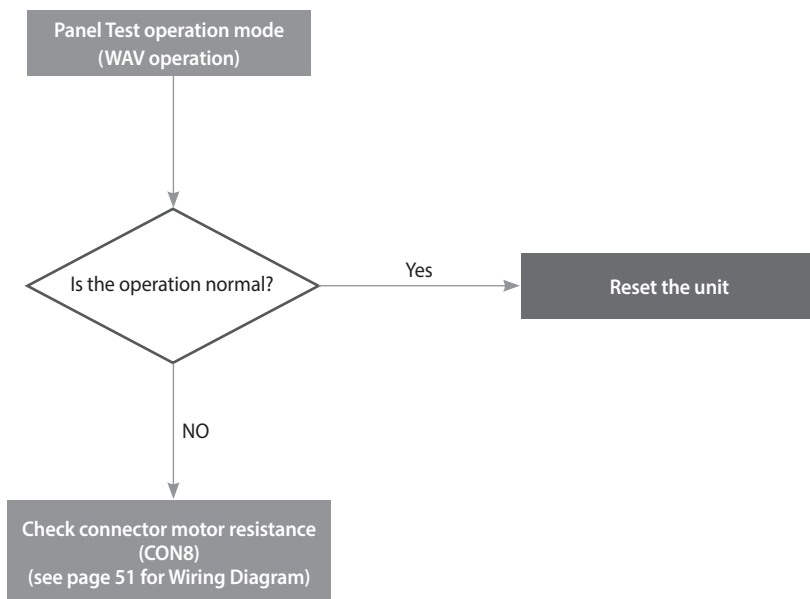 Panel Test operation mode
(WAV operation)
Is the operation normal?
Yes
Reset the unit
NO
Check connector motor resistance
(CON8)
(see page 51 for Wiring Diagram)